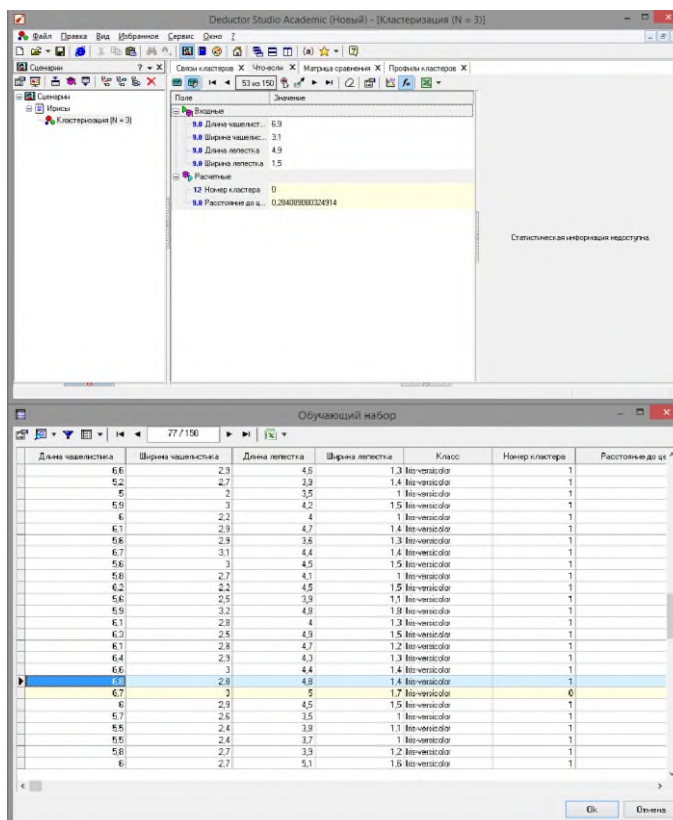 Deductor Studio Academic (Новый) - [Кластеризация (N = 3)]
Файл Правка Вид Избранное Сервис Окно ?
Сценарии
Связи кластеров X Что-если X Матрица сравнения X Профили кластеров X
53 из 150
Сценарии
Ирисы
Кластеризация (N = 3)
Поле Значение
Входные
9.0 Длина чашелист... 6,9
9.0 Ширина чашелис... 3,1
9.0 Длина лепестка 4,9
9.0 Ширина лепестка 1,5
Расчетные
12 Номер кластера 0
9.0 Расстояние до ц... 0,284089080324914
Статистическая информация недоступна.
Обучающий набор
77 / 150
Длина чашелистика Ширина чашелистика Длина лепестка Ширина лепестка Класс Номер кластера Расстояние до це
6,6 2,9 4,6 1,3 Iris-versicolor 1
5,2 2,7 3,9 1,4 Iris-versicolor 1
5 2 3,5 1 Iris-versicolor 1
5,9 3 4,2 1,5 Iris-versicolor 1
6 2,2 4 1 Iris-versicolor 1
6,1 2,9 4,7 1,4 Iris-versicolor 1
5,6 2,9 3,6 1,3 Iris-versicolor 1
6,7 3,1 4,4 1,4 Iris-versicolor 1
5,6 3 4,5 1,5 Iris-versicolor 1
5,8 2,7 4,1 1 Iris-versicolor 1
6,2 2,2 4,5 1,5 Iris-versicolor 1
5,6 2,5 3,9 1,1 Iris-versicolor 1
5,9 3,2 4,8 1,8 Iris-versicolor 1
6,1 2,8 4 1,3 Iris-versicolor 1
6,3 2,5 4,9 1,5 Iris-versicolor 1
6,1 2,8 4,7 1,2 Iris-versicolor 1
6,4 2,9 4,3 1,3 Iris-versicolor 1
6,6 3 4,4 1,4 Iris-versicolor 1
6,8 2,8 4,8 1,4 Iris-versicolor 1
6,7 3 5 1,7 Iris-versicolor 0
6 2,9 4,5 1,5 Iris-versicolor 1
5,7 2,6 3,5 1 Iris-versicolor 1
5,5 2,4 3,8 1,1 Iris-versicolor 1
5,5 2,4 3,7 1 Iris-versicolor 1
5,8 2,7 3,9 1,2 Iris-versicolor 1
6 2,7 5,1 1,6 Iris-versicolor 1
Ok Отмена